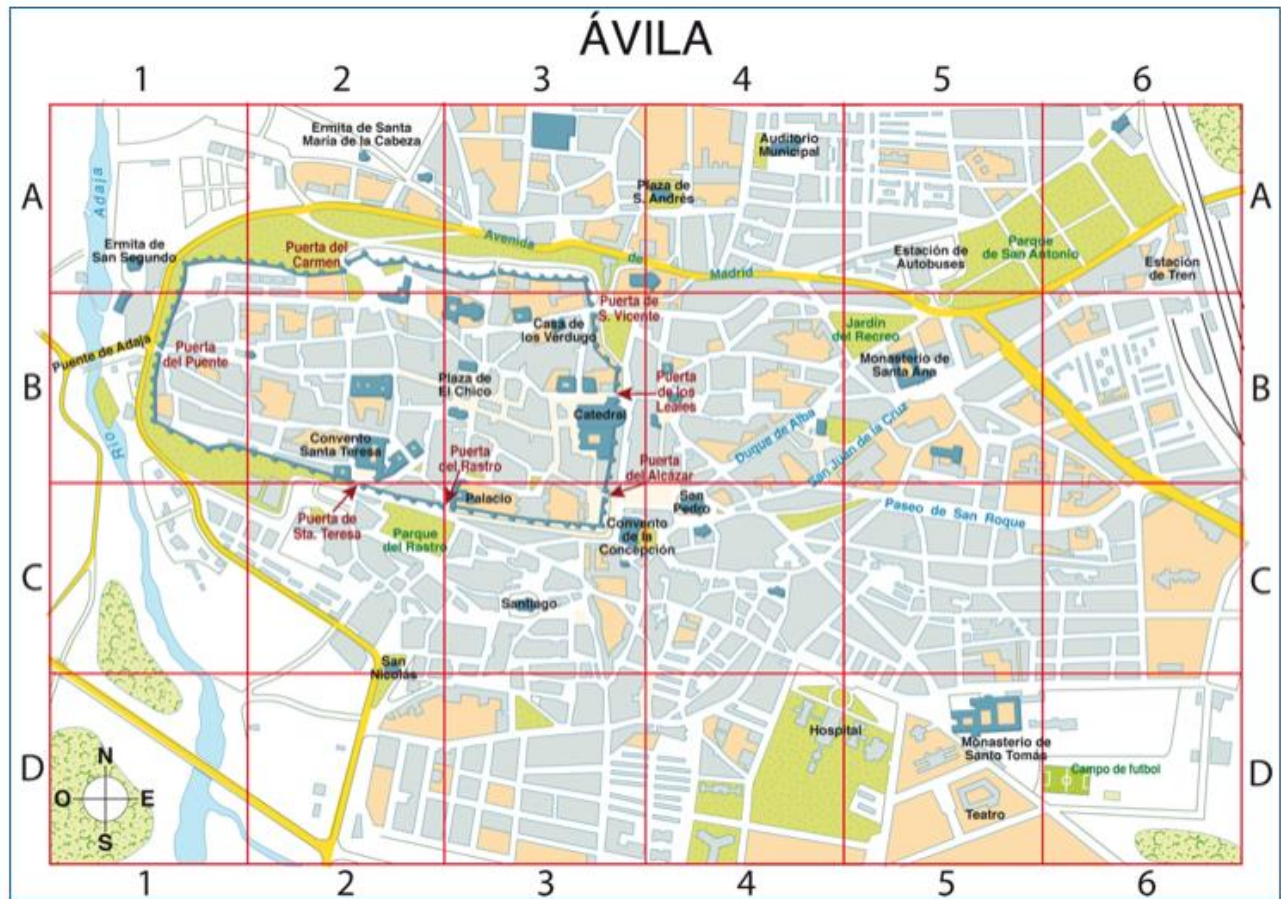 ÁVILA
1 2 3 4 5 6
A
A
Ermita de Santa
María de la Cabeza
Auditorio
Municipal
Plaza de
S. Andrés
Adaja
Ermita de
San Segundo
Puerta del
Carmen
Avenida
de
Madrid
Estación de
Autobuses
Parque
de San Antonio
Estación
de Tren
B
B
Puente de Adaja
Puerta
del Puente
Río
Casa de
los Verdugo
Puerta de
S. Vicente
Jardín
del Recreo
Monasterio de
Santa Ana
Plaza de
El Chico
Catedral
Puerta
de los
Leales
Duque de Alba
San Juan de la Cruz
Convento
Santa Teresa
Puerta
del Rastro
Puerta
del Alcázar
C
C
Palacio
San
Pedro
Paseo de San Roque
Puerta de
Sta. Teresa
Parque
del Rastro
Convento
de la
Concepción
Santiago
San
Nicolás
D
D
Hospital
Monasterio de
Santo Tomás
Campo de futbol
Teatro
N
O E
S
1 2 3 4 5 6